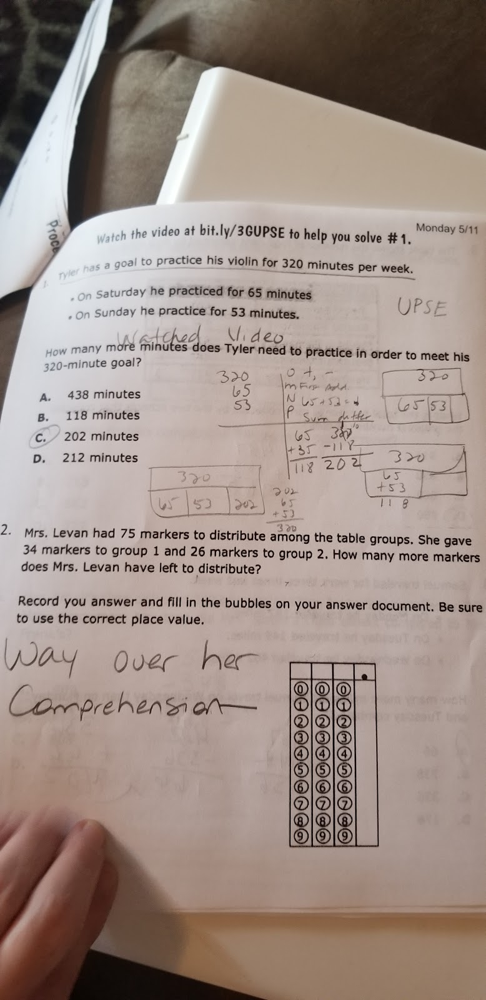 Proce
Watch the video at bit.ly/3GUPSE to help you solve #1.
Monday 5/11
1. Tyler has a goal to practice his violin for 320 minutes per week.
• On Saturday he practiced for 65 minutes
• On Sunday he practice for 53 minutes.
UPSE
Watched Video
How many more minutes does Tyler need to practice in order to meet his
320-minute goal?
A. 438 minutes
B. 118 minutes
C. 202 minutes
D. 212 minutes
320
65
53
O +, -
M First Add
N 65+53=
P Sum differ
65
+35
118
320
-118
202
320
65 53
320
65
+53
118
320
65 53 202
202
65
+53
320
2. Mrs. Levan had 75 markers to distribute among the table groups. She gave
34 markers to group 1 and 26 markers to group 2. How many more markers
does Mrs. Levan have left to distribute?
Record you answer and fill in the bubbles on your answer document. Be sure
to use the correct place value.
Way over her
Comprehension
.
0 0 0
1 1 1
2 2 2
3 3 3
4 4 4
5 5 5
6 6 6
7 7 7
8 8 8
9 9 9